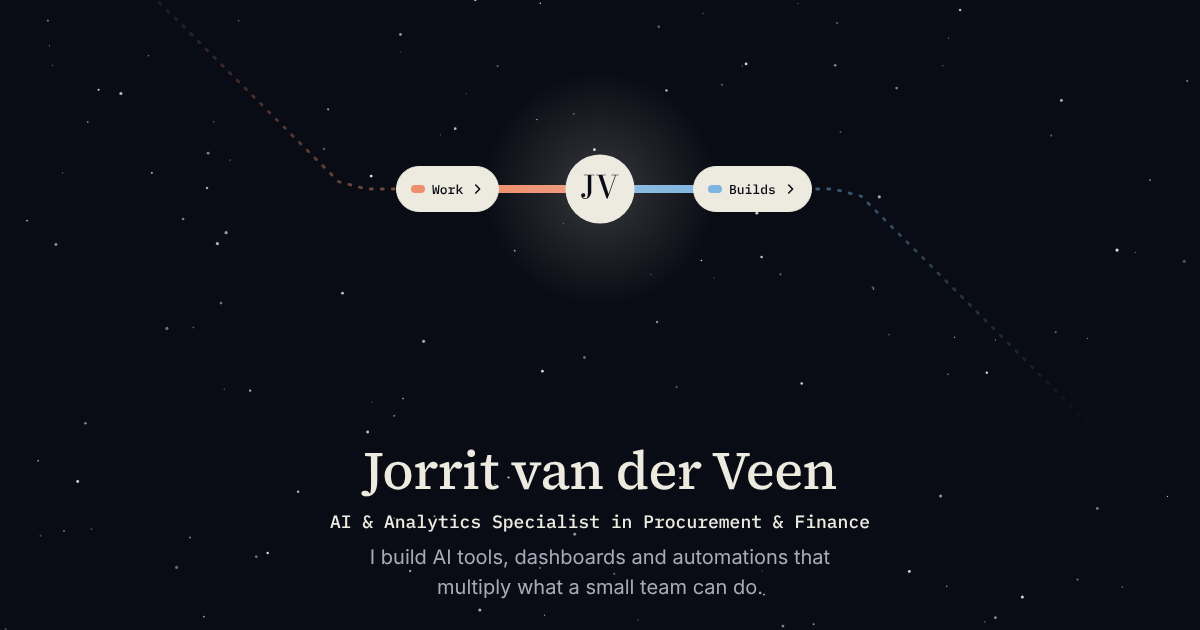 Work
JV
Builds
Jorrit van der Veen
AI & Analytics Specialist in Procurement & Finance
I build AI tools, dashboards and automations that
multiply what a small team can do.